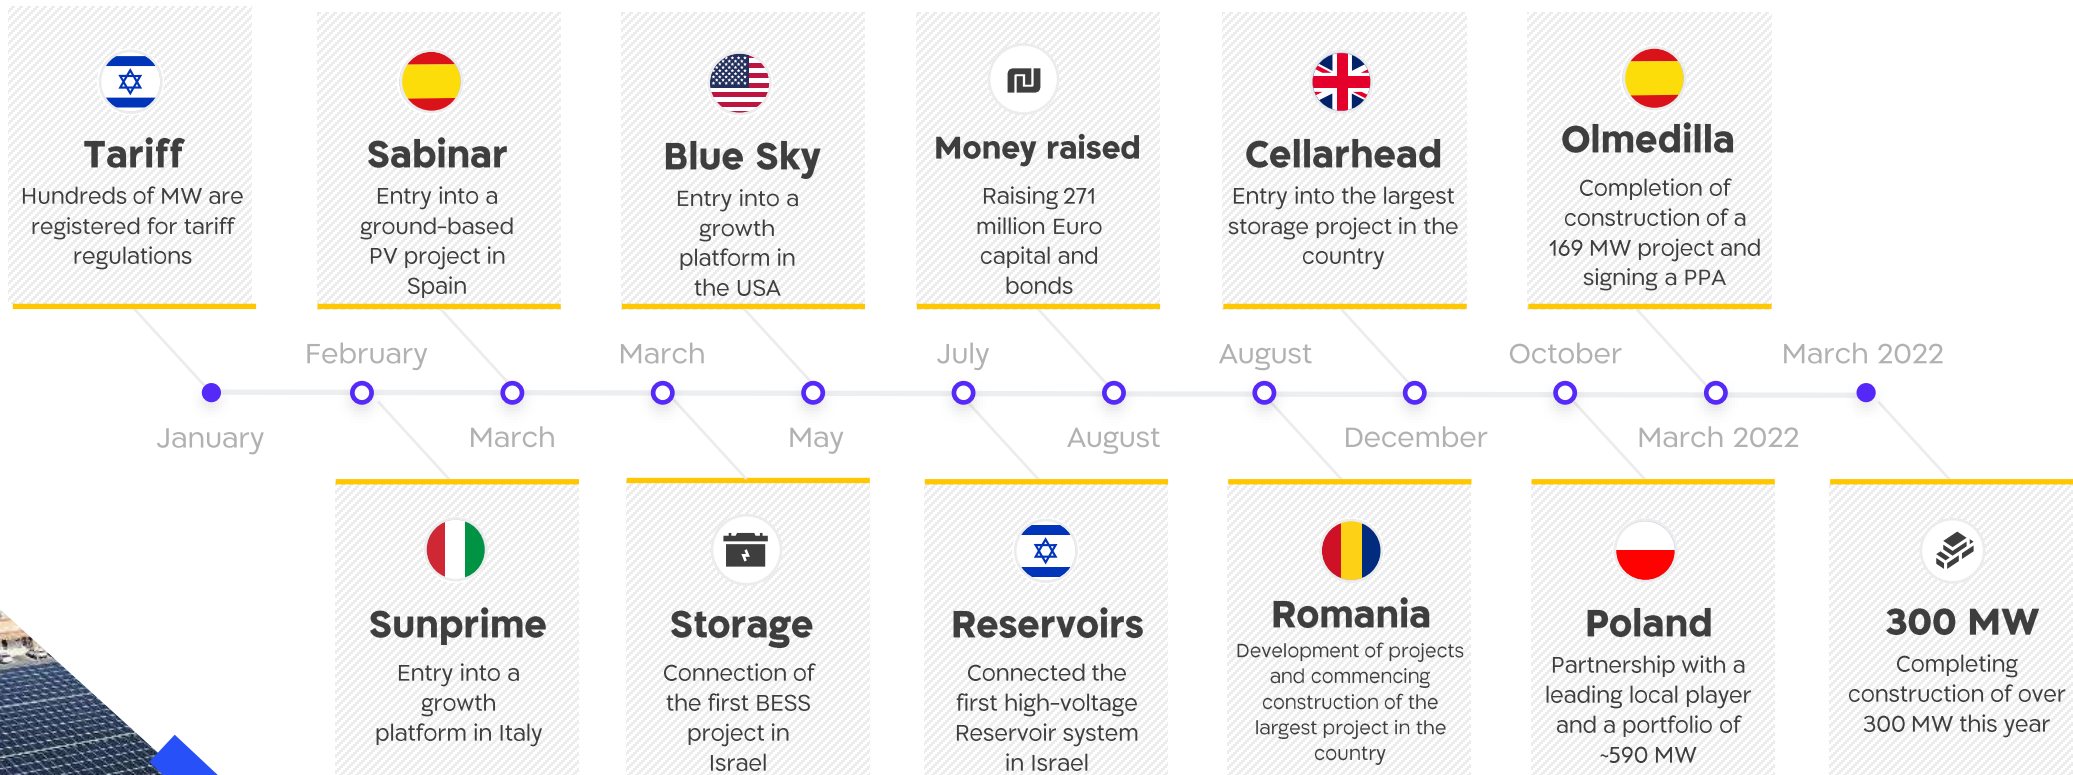 Tariff
Hundreds of MW are
registered for tariff
regulations
Sabinar
Entry into a
ground-based
PV project in
Spain
Blue Sky
Entry into a
growth
platform in
the USA
Money raised
Raising 271
million Euro
capital and
bonds
Cellarhead
Entry into the largest
storage project in the
country
Olmedilla
Completion of
construction of a
169 MW project and
signing a PPA
February
March
July
August
October
March 2022
January
March
May
August
December
March 2022
Sunprime
Entry into a
growth
platform in Italy
Storage
Connection of
the first BESS
project in
Israel
Reservoirs
Connected the
first high-voltage
Reservoir system
in Israel
Romania
Development of projects
and commencing
construction of the
largest project in the
country
Poland
Partnership with a
leading local player
and a portfolio of
~590 MW
300 MW
Completing
construction of over
300 MW this year